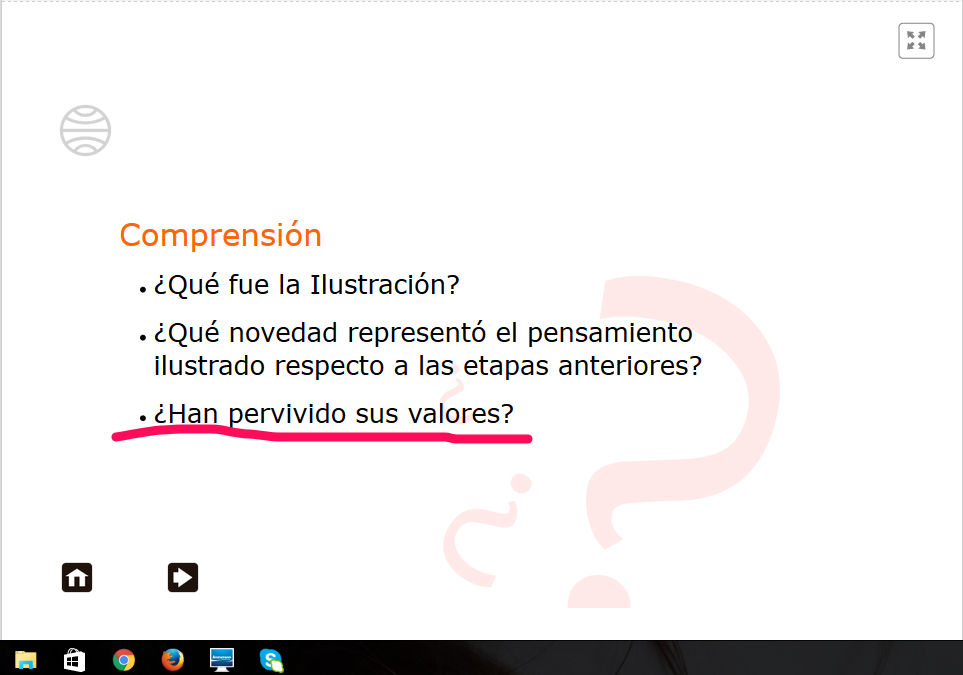 Comprensión
• ¿Qué fue la Ilustración?
• ¿Qué novedad representó el pensamiento
ilustrado respecto a las etapas anteriores?
• ¿Han pervivido sus valores?